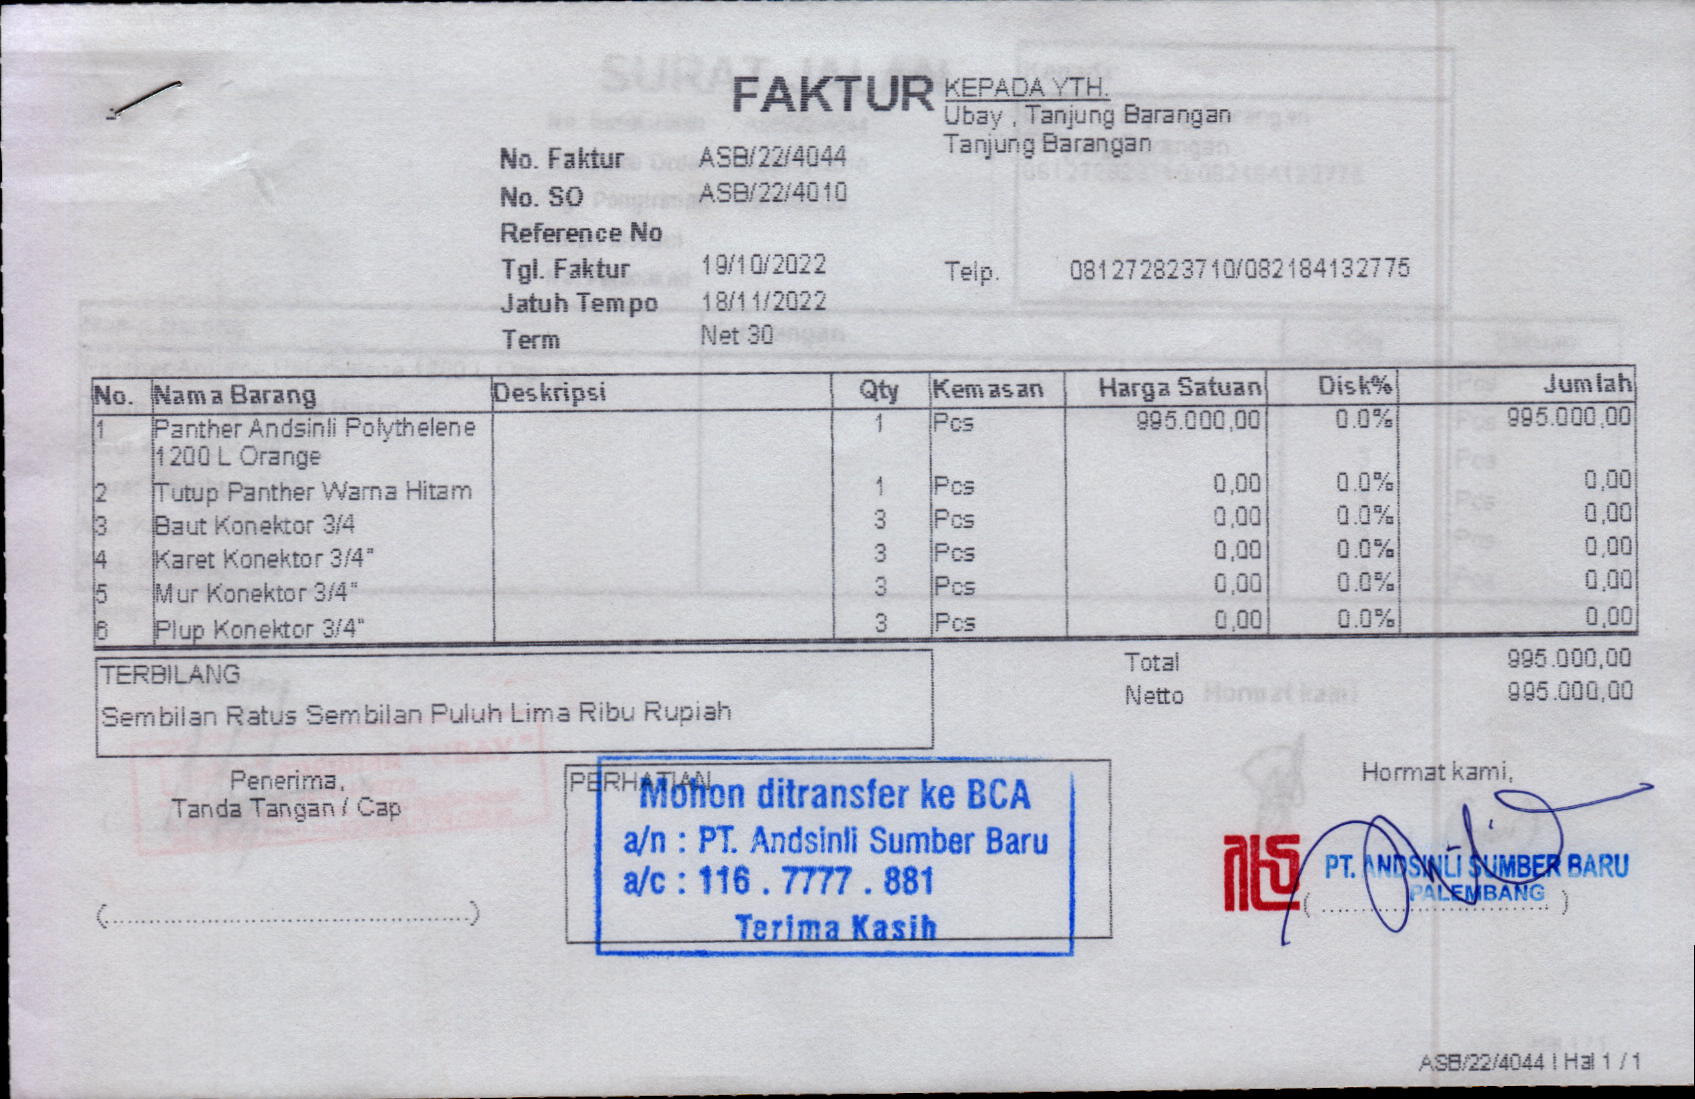 FAKTUR
KEPADA YTH.
Ubay , Tanjung Barangan
Tanjung Barangan
No. Faktur ASB/22/4044
No. SO ASB/22/4010
Reference No
Tgl. Faktur 19/10/2022
Telp. 081272823710/082184132775
Jatuh Tempo 18/11/2022
Term Net 30
No. Nama Barang Deskripsi Qty Kemasan Harga Satuan Disk% Jumlah
1 Panther Andsinli Polythelene 1 Pcs 995.000,00 0.0% 995.000,00
1200 L Orange
2 Tutup Panther Warna Hitam 1 Pcs 0,00 0.0% 0,00
3 Baut Konektor 3/4 3 Pcs 0,00 0.0% 0,00
4 Karet Konektor 3/4" 3 Pcs 0,00 0.0% 0,00
5 Mur Konektor 3/4" 3 Pcs 0,00 0.0% 0,00
6 Plup Konektor 3/4" 3 Pcs 0,00 0.0% 0,00
TERBILANG
Sembilan Ratus Sembilan Puluh Lima Ribu Rupiah
Total 995.000,00
Netto 995.000,00
Penerima,
Tanda Tangan / Cap
(..........................................)
PERHATIAN
Mohon ditransfer ke BCA
a/n : PT. Andsinli Sumber Baru
a/c : 116 . 7777 . 881
Terima Kasih
Hormat kami,
PT. ANDSINLI SUMBER BARU
PALEMBANG
(..........................)
ASB/22/4044 | Hal 1 / 1